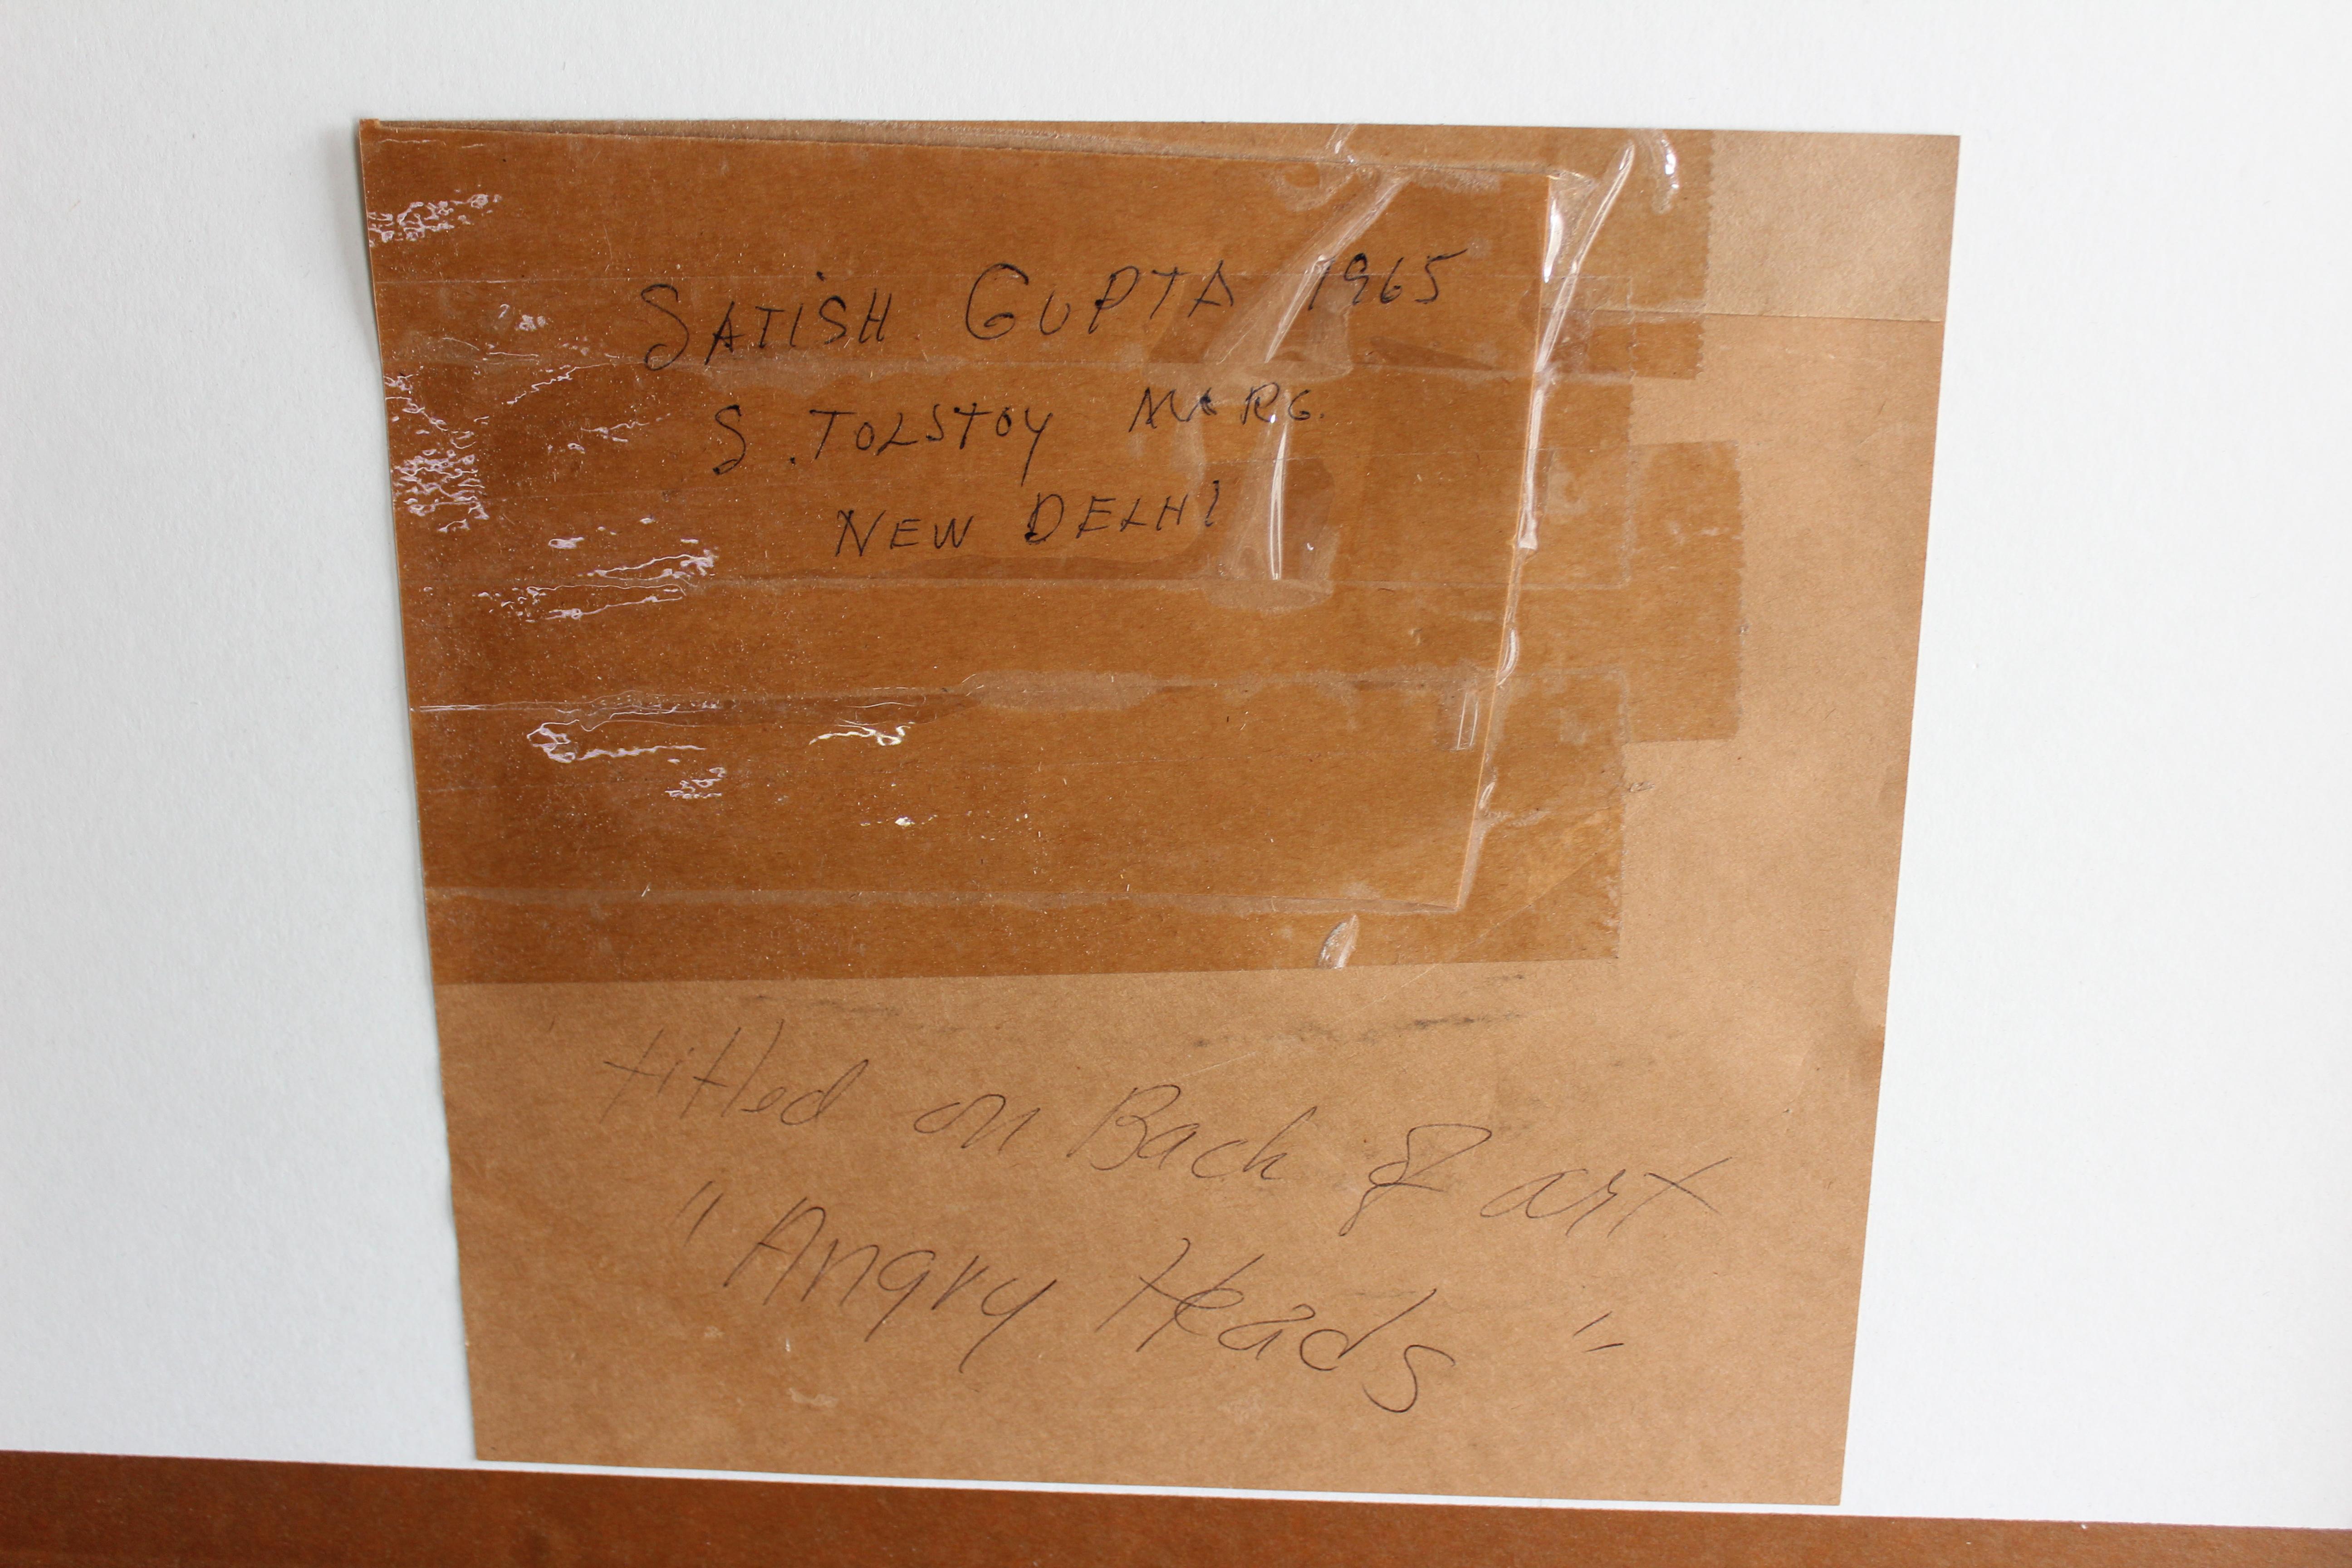 SATISH GUPTA 1965
S. TOLSTOY MARG.
NEW DELHI
titled on Back of art
"Angry Heads"